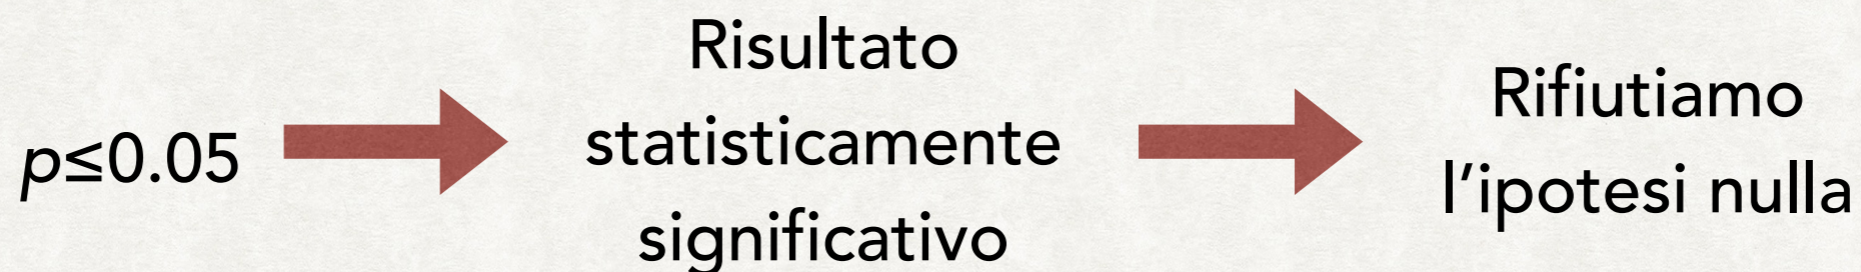 p≤0.05
Risultato
statisticamente
significativo
Rifiutiamo
l’ipotesi nulla